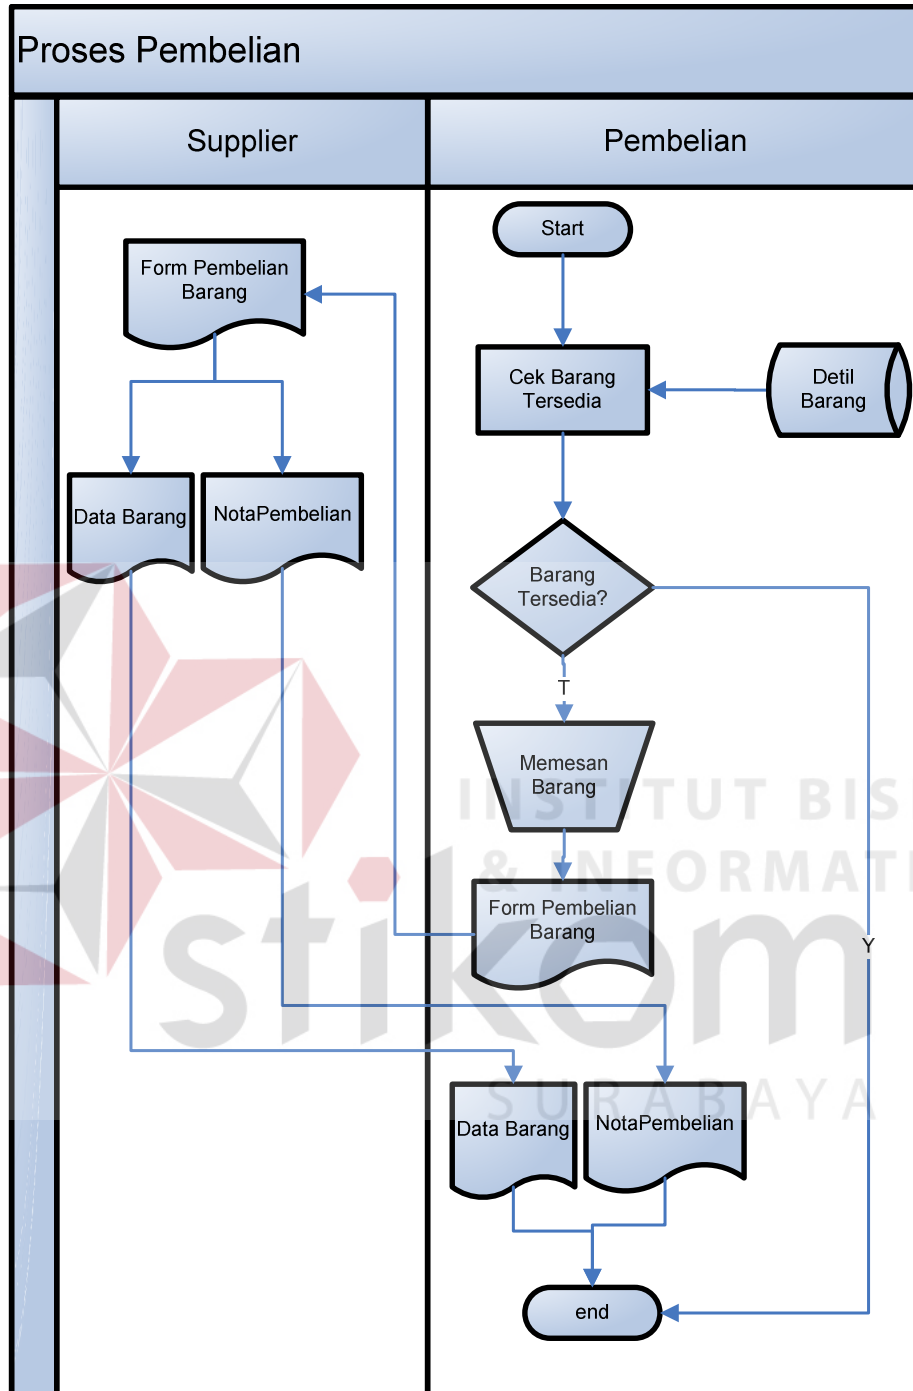 Proses Pembelian
Supplier
Pembelian
Start
Form Pembelian
Barang
Cek Barang
Tersedia
Detil
Barang
Data Barang
NotaPembelian
Barang
Tersedia?
T
Memesan
Barang
INSTITUT BIS
& INFORMATI
Form Pembelian
Barang
stikom
Y
SURABAYA
Data Barang
NotaPembelian
end